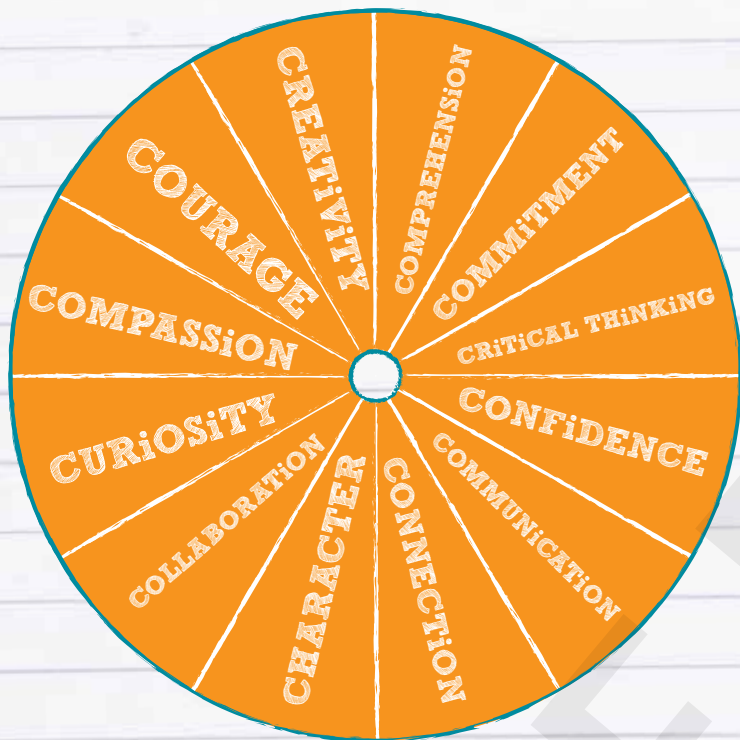 COMPREHENSiON
COMMiTMENT
CRiTiCAL THiNKiNG
CONFiDENCE
COMMUNiCATiON
CONNECTiON
CHARACTER
COLLABORATiON
CURiOSiTY
COMPASSiON
COURAGE
CREATiViTY